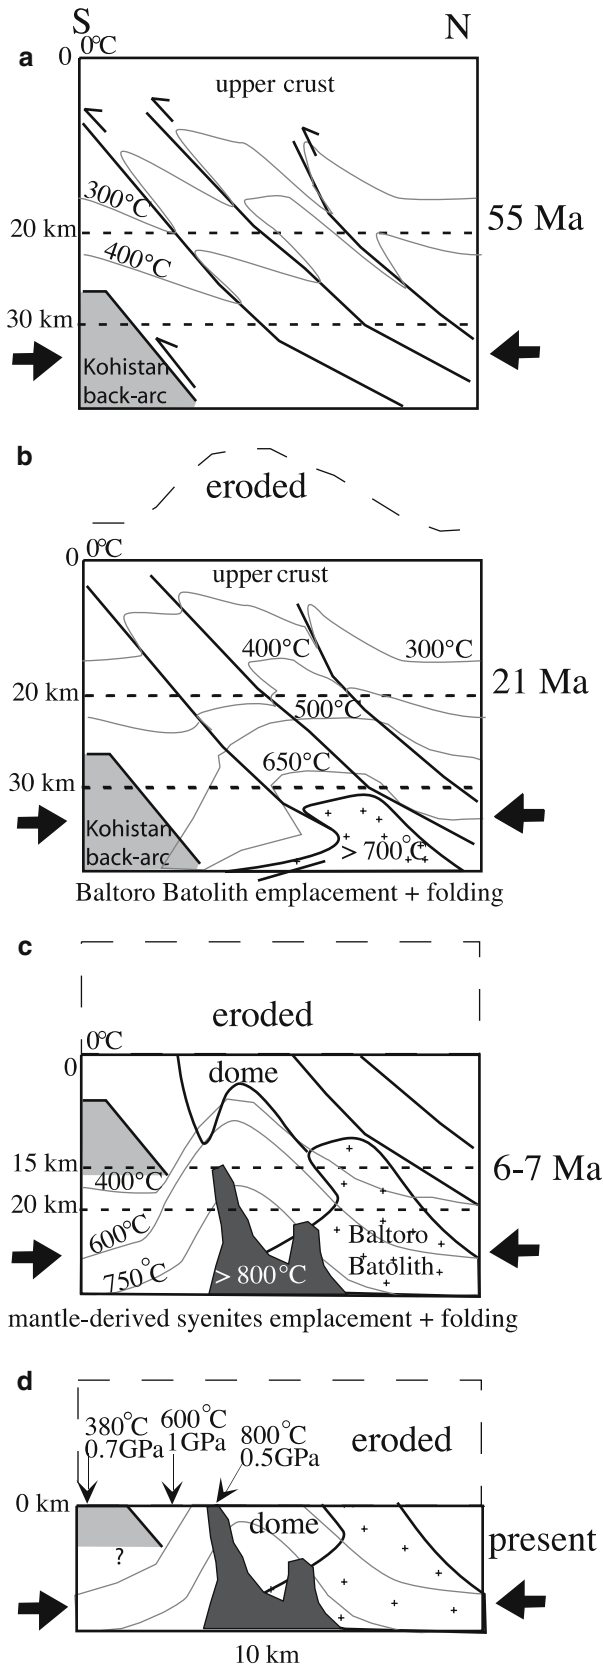 S N
a
0 0°C
upper crust
300°C
20 km 55 Ma
400°C
30 km
Kohistan
back-arc
b
eroded
0 0°C
upper crust
400°C 300°C
20 km 21 Ma
500°C
650°C
30 km
Kohistan
back-arc > 700°C
Baltoro Batolith emplacement + folding
c
eroded
0°C
0 dome
15 km 6-7 Ma
400°C
20 km
600°C Baltoro
Batolith
750°C > 800°C
mantle-derived syenites emplacement + folding
d
380°C 600°C 800°C eroded
0.7GPa 1GPa 0.5GPa
0 km
dome present
?
10 km